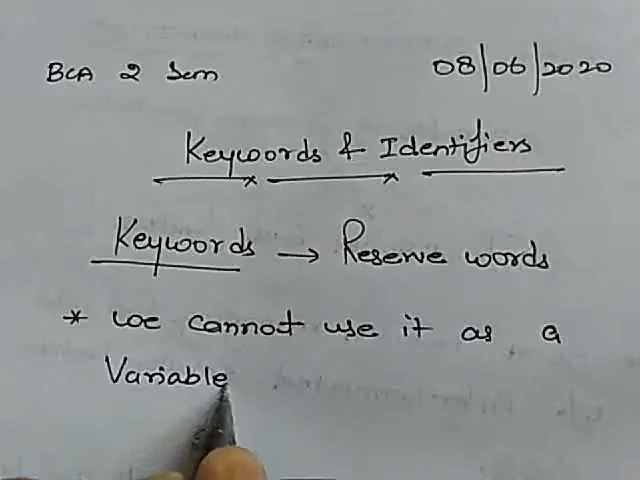 BCA 2 Sem 08/06/2020
Keywords & Identifiers
Keywords → Reserve words
* we cannot use it as a
Variable